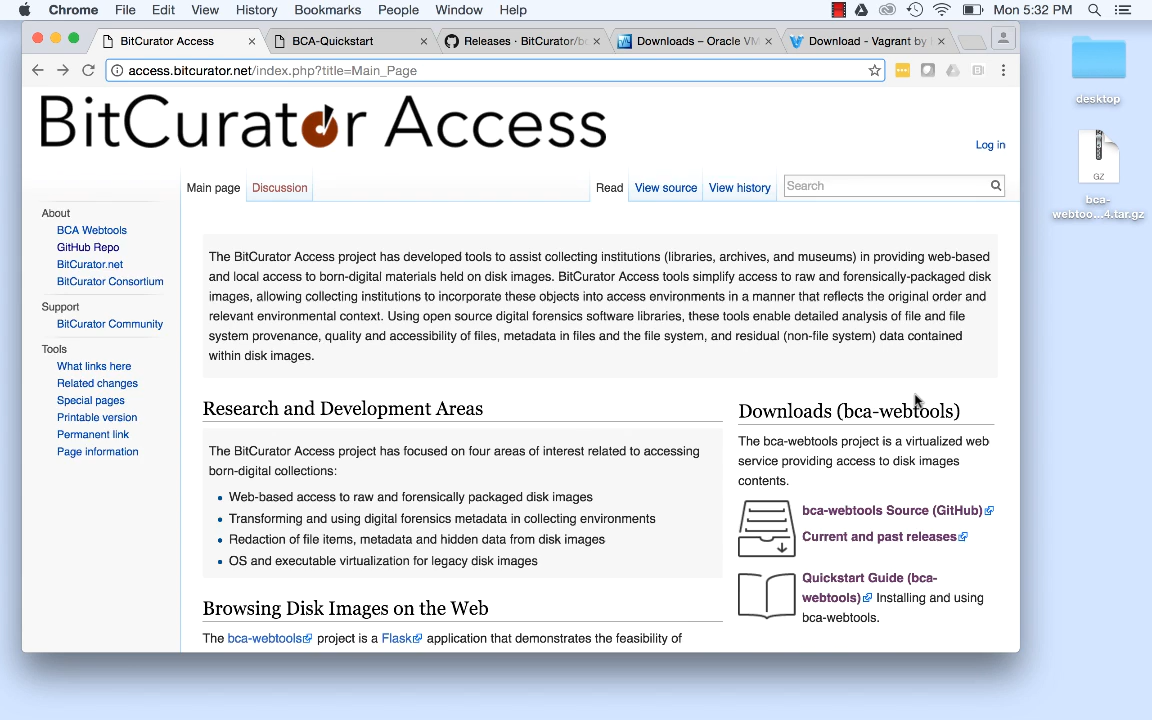 Chrome File Edit View History Bookmarks People Window Help Mon 5:32 PM
BitCurator Access BCA-Quickstart Releases · BitCurator/b Downloads – Oracle VM Download - Vagrant by
access.bitcurator.net/index.php?title=Main_Page
BitCurator Access
Log in
Main page Discussion Read View source View history Search
About
BCA Webtools
GitHub Repo
BitCurator.net
BitCurator Consortium
Support
BitCurator Community
Tools
What links here
Related changes
Special pages
Printable version
Permanent link
Page information
The BitCurator Access project has developed tools to assist collecting institutions (libraries, archives, and museums) in providing web-based
and local access to born-digital materials held on disk images. BitCurator Access tools simplify access to raw and forensically-packaged disk
images, allowing collecting institutions to incorporate these objects into access environments in a manner that reflects the original order and
relevant environmental context. Using open source digital forensics software libraries, these tools enable detailed analysis of file and file
system provenance, quality and accessibility of files, metadata in files and the file system, and residual (non-file system) data contained
within disk images.
Research and Development Areas
The BitCurator Access project has focused on four areas of interest related to accessing
born-digital collections:
Web-based access to raw and forensically packaged disk images
Transforming and using digital forensics metadata in collecting environments
Redaction of file items, metadata and hidden data from disk images
OS and executable virtualization for legacy disk images
Browsing Disk Images on the Web
The bca-webtools project is a Flask application that demonstrates the feasibility of
Downloads (bca-webtools)
The bca-webtools project is a virtualized web
service providing access to disk images
contents.
bca-webtools Source (GitHub)
Current and past releases
Quickstart Guide (bca-
webtools) Installing and using
bca-webtools.
desktop
GZ
bca-
webtoo...4.tar.gz